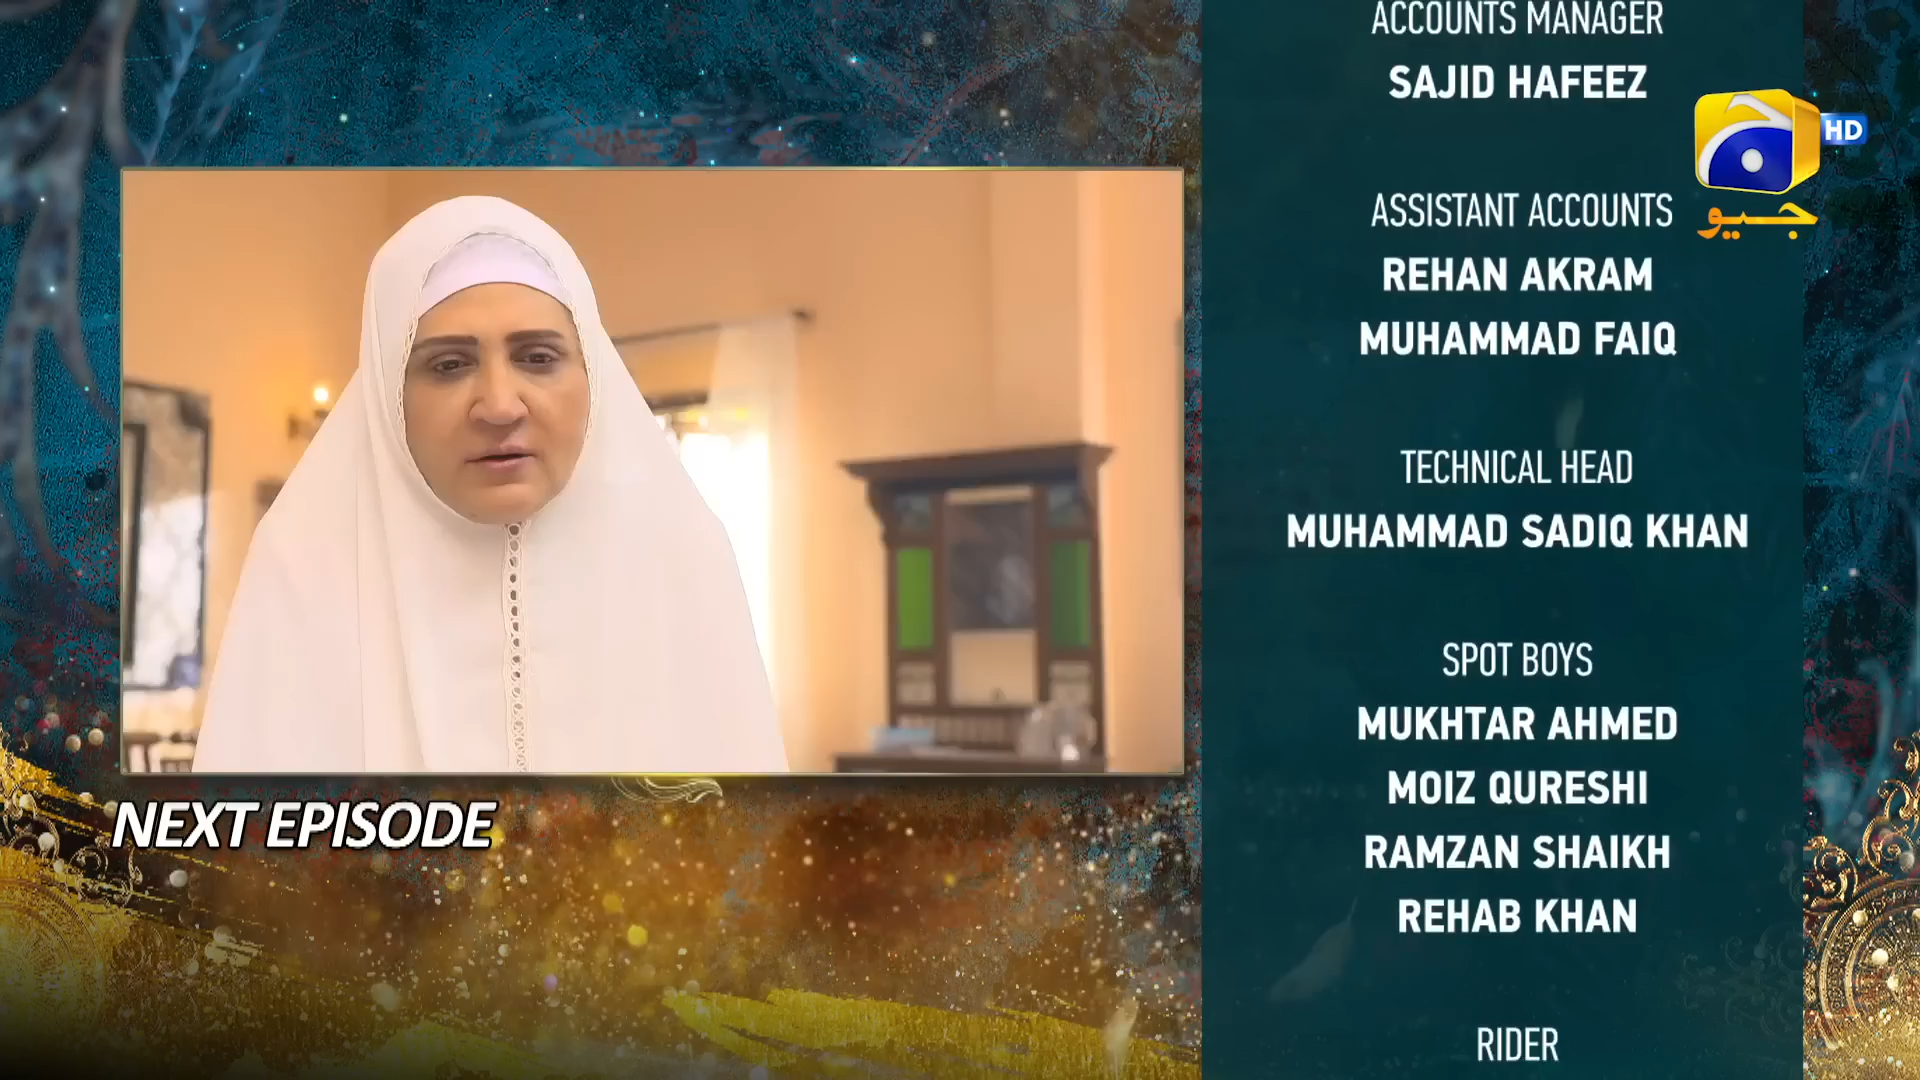 ACCOUNTS MANAGER
SAJID HAFEEZ
HD
جیو
ASSISTANT ACCOUNTS
REHAN AKRAM
MUHAMMAD FAIQ
TECHNICAL HEAD
MUHAMMAD SADIQ KHAN
SPOT BOYS
MUKHTAR AHMED
MOIZ QURESHI
RAMZAN SHAIKH
REHAB KHAN
RIDER
NEXT EPISODE